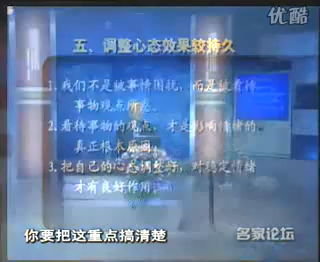 优酷
五、调整心态效果较持久
1.我们不是被事情困扰，而是被看待
事物观点所惑。
2.看待事物的观点，才是影响情绪的
真正根本原因。
3.把自己的心态调整好，对稳定情绪
才有良好作用。
你要把这重点搞清楚
名家论坛